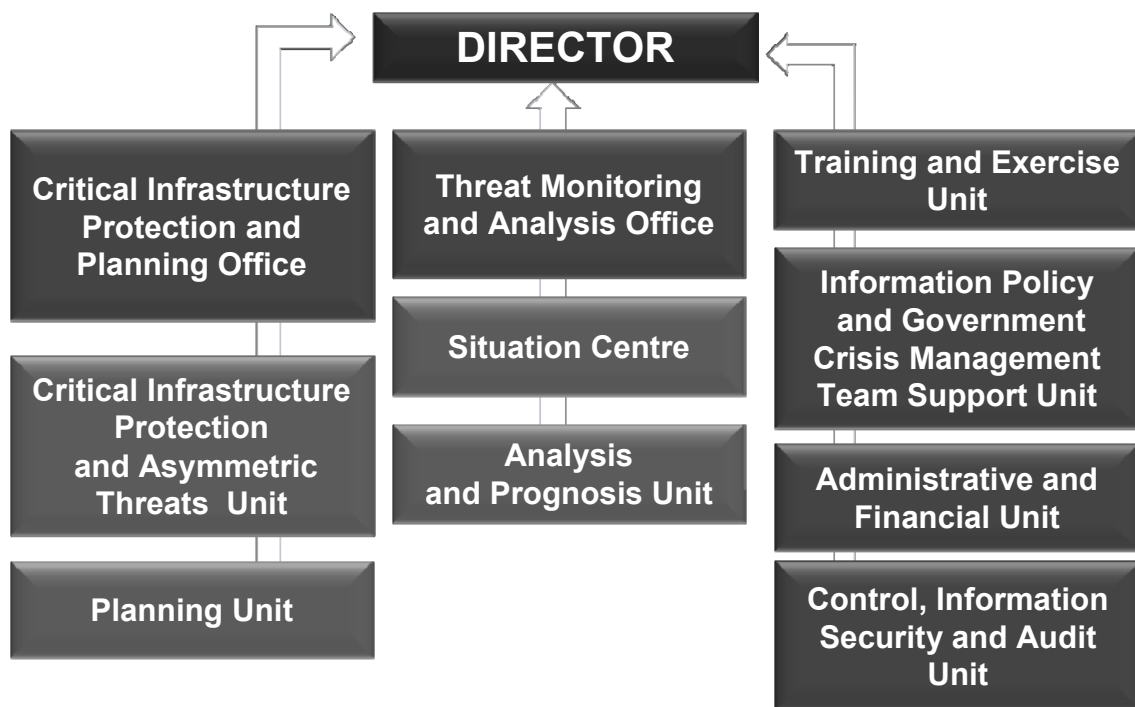 DIRECTOR
Critical Infrastructure
Protection and
Planning Office
Critical Infrastructure
Protection
and Asymmetric
Threats Unit
Planning Unit
Threat Monitoring
and Analysis Office
Situation Centre
Analysis
and Prognosis Unit
Training and Exercise
Unit
Information Policy
and Government
Crisis Management
Team Support Unit
Administrative and
Financial Unit
Control, Information
Security and Audit
Unit